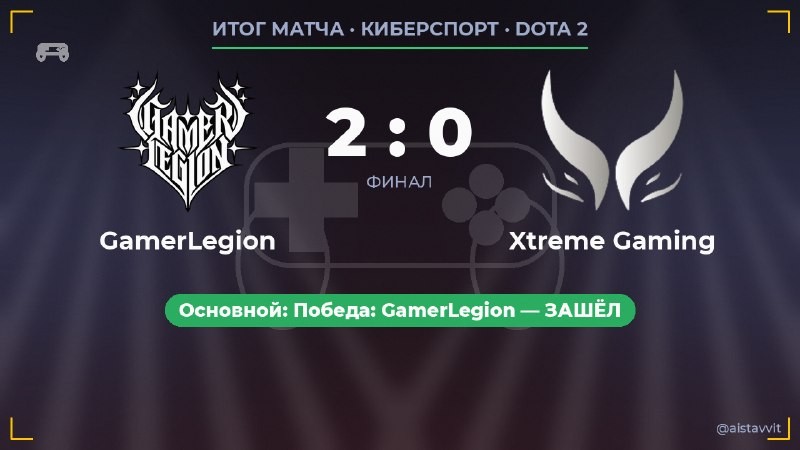 ИТОГ МАТЧА · КИБЕРСПОРТ · DOTA 2
GAMER
LEGION
2 : 0
ФИНАЛ
GamerLegion
Xtreme Gaming
Основной: Победа: GamerLegion — ЗАШЁЛ
@aistavvit